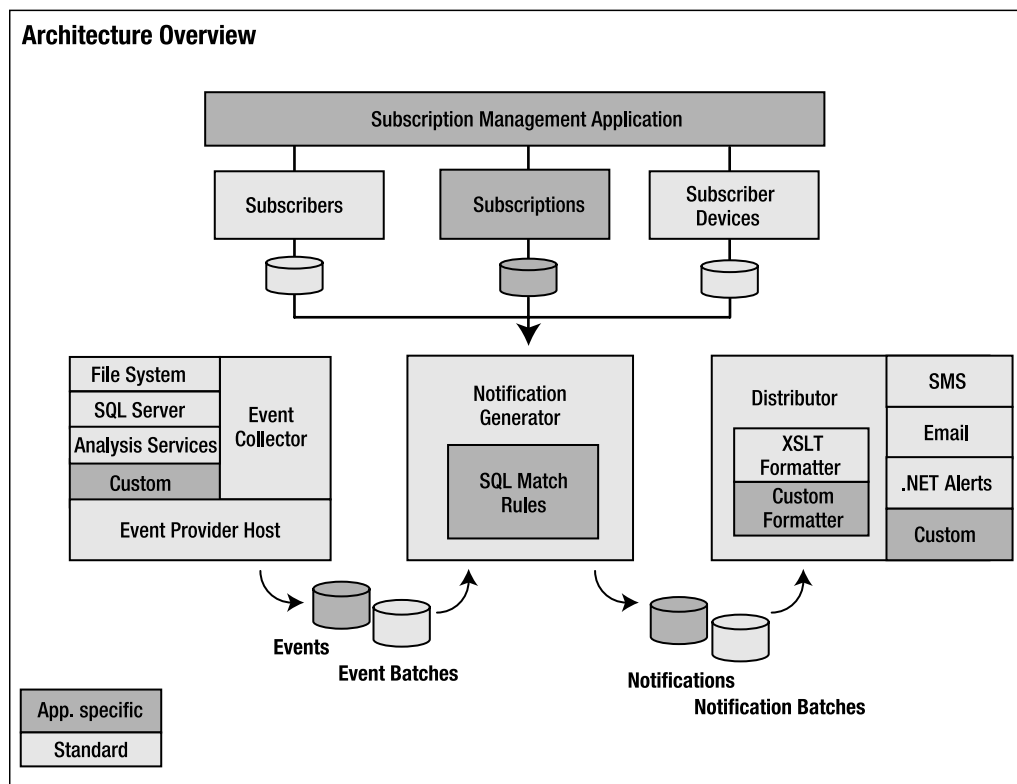 Architecture Overview
Subscription Management Application
Subscribers
Subscriptions
Subscriber
Devices
File System
SQL Server
Analysis Services
Custom
Event
Collector
Event Provider Host
Notification
Generator
SQL Match
Rules
Distributor
XSLT
Formatter
Custom
Formatter
SMS
Email
.NET Alerts
Custom
Events
Event Batches
Notifications
Notification Batches
App. specific
Standard